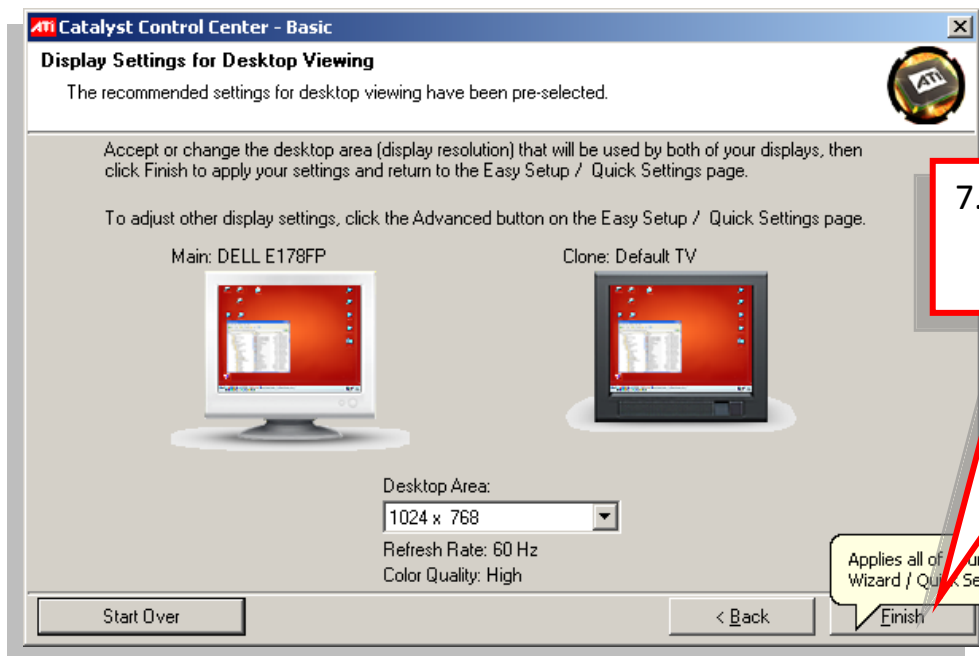 ATI Catalyst Control Center - Basic
Display Settings for Desktop Viewing
The recommended settings for desktop viewing have been pre-selected.
ATI
Accept or change the desktop area (display resolution) that will be used by both of your displays, then
click Finish to apply your settings and return to the Easy Setup / Quick Settings page.
7.
To adjust other display settings, click the Advanced button on the Easy Setup / Quick Settings page.
Main: DELL E178FP
Clone: Default TV
Desktop Area:
1024 x 768
Refresh Rate: 60 Hz
Color Quality: High
Applies all of
Wizard /
Start Over
< Back
Finish